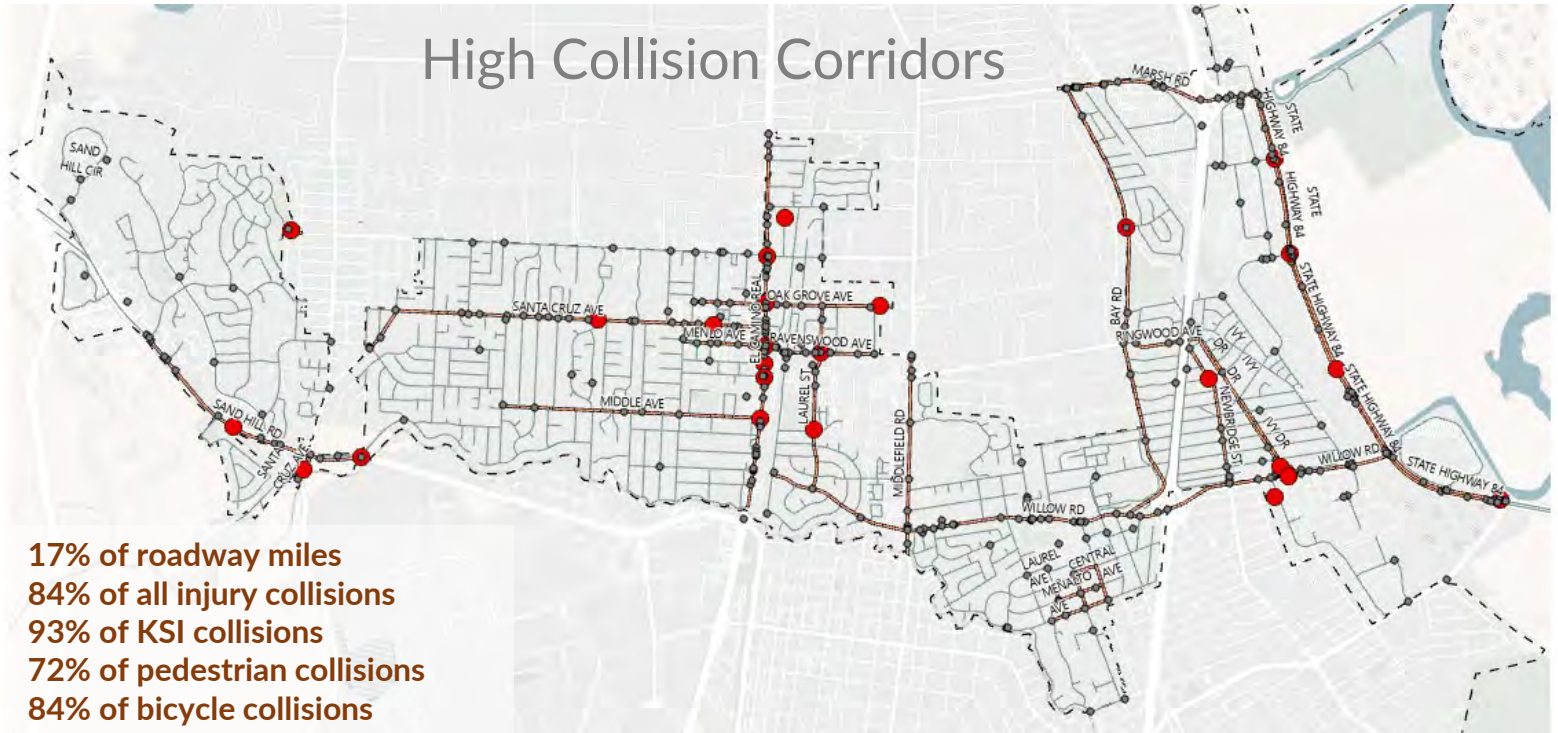 High Collision Corridors
MARSH RD
STATE
HIGHWAY 84
STATE
HIGHWAY 84
STATE HIGHWAY 84
STATE HIGHWAY 84
STATE HIGHWAY 84
SAND
HILL CIR
SANTA CRUZ AVE
OAK GROVE AVE
MENLO AVE
RAVENSWOOD AVE
EL CAMINO REAL
MIDDLE AVE
LAUREL ST
MIDDLEFIELD RD
BAY RD
RINGWOOD AVE
IVY
DR
IVY
DR
IVY DR
NEWBRIDGE ST
WILLOW RD
SAND HILL RD
SANTA
CRUZ AVE
WILLOW RD
LAUREL
AVE
CENTRAL
AVE
MENALTO
AVE
17% of roadway miles
84% of all injury collisions
93% of KSI collisions
72% of pedestrian collisions
84% of bicycle collisions